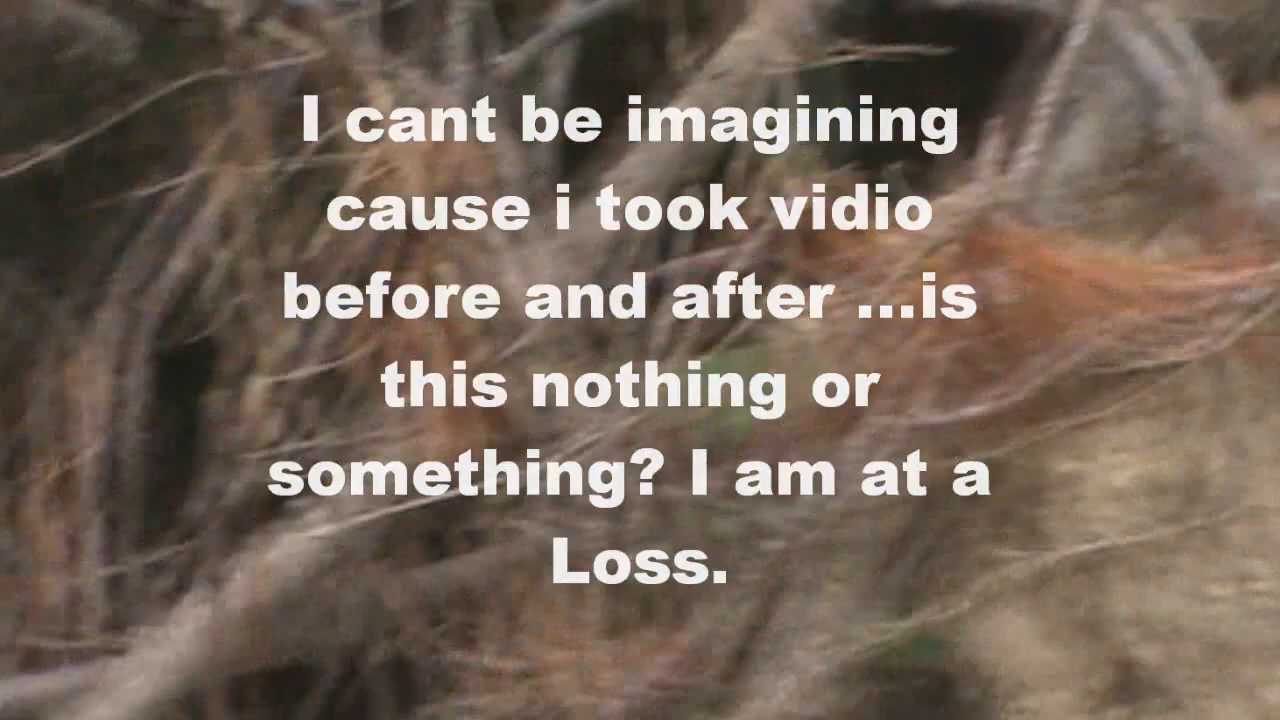 I cant be imagining
cause i took vidio
before and after ...is
this nothing or
something? I am at a
Loss.